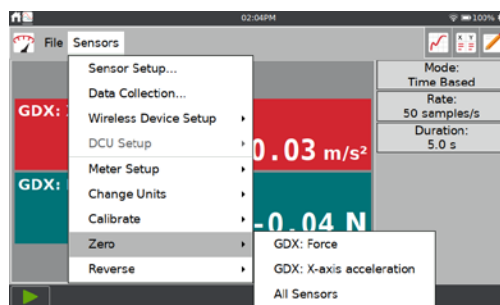 02:04PM
100%
File Sensors
Sensor Setup...
Data Collection...
Wireless Device Setup
DCU Setup
Meter Setup
Change Units
Calibrate
Zero
Reverse
GDX: Force
GDX: X-axis acceleration
All Sensors
GDX:
0.03 m/s²
GDX:
-0.04 N
X Y
Mode:
Time Based
Rate:
50 samples/s
Duration:
5.0 s